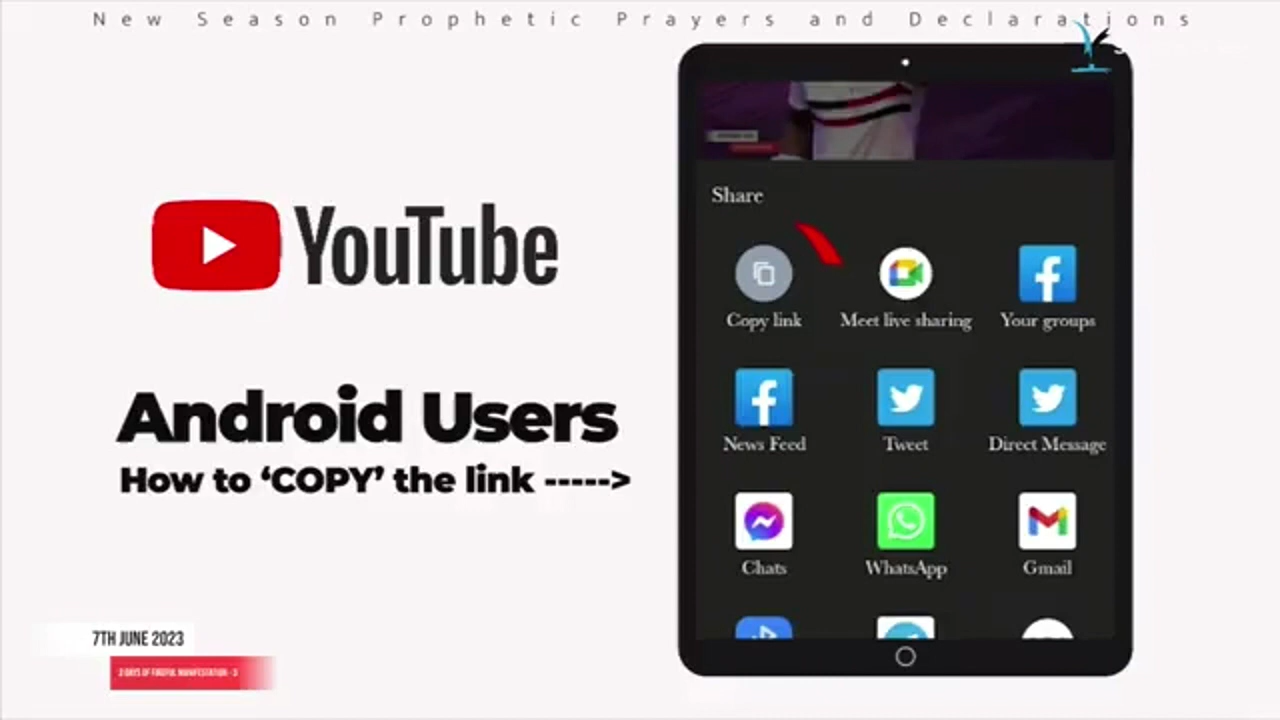 New Season Prophetic Prayers and Declarations
YouTube
Android Users
How to ‘COPY’ the link ----->
Share
Copy link
Meet live sharing
Your groups
News Feed
Tweet
Direct Message
Chats
WhatsApp
Gmail
7TH JUNE 2023